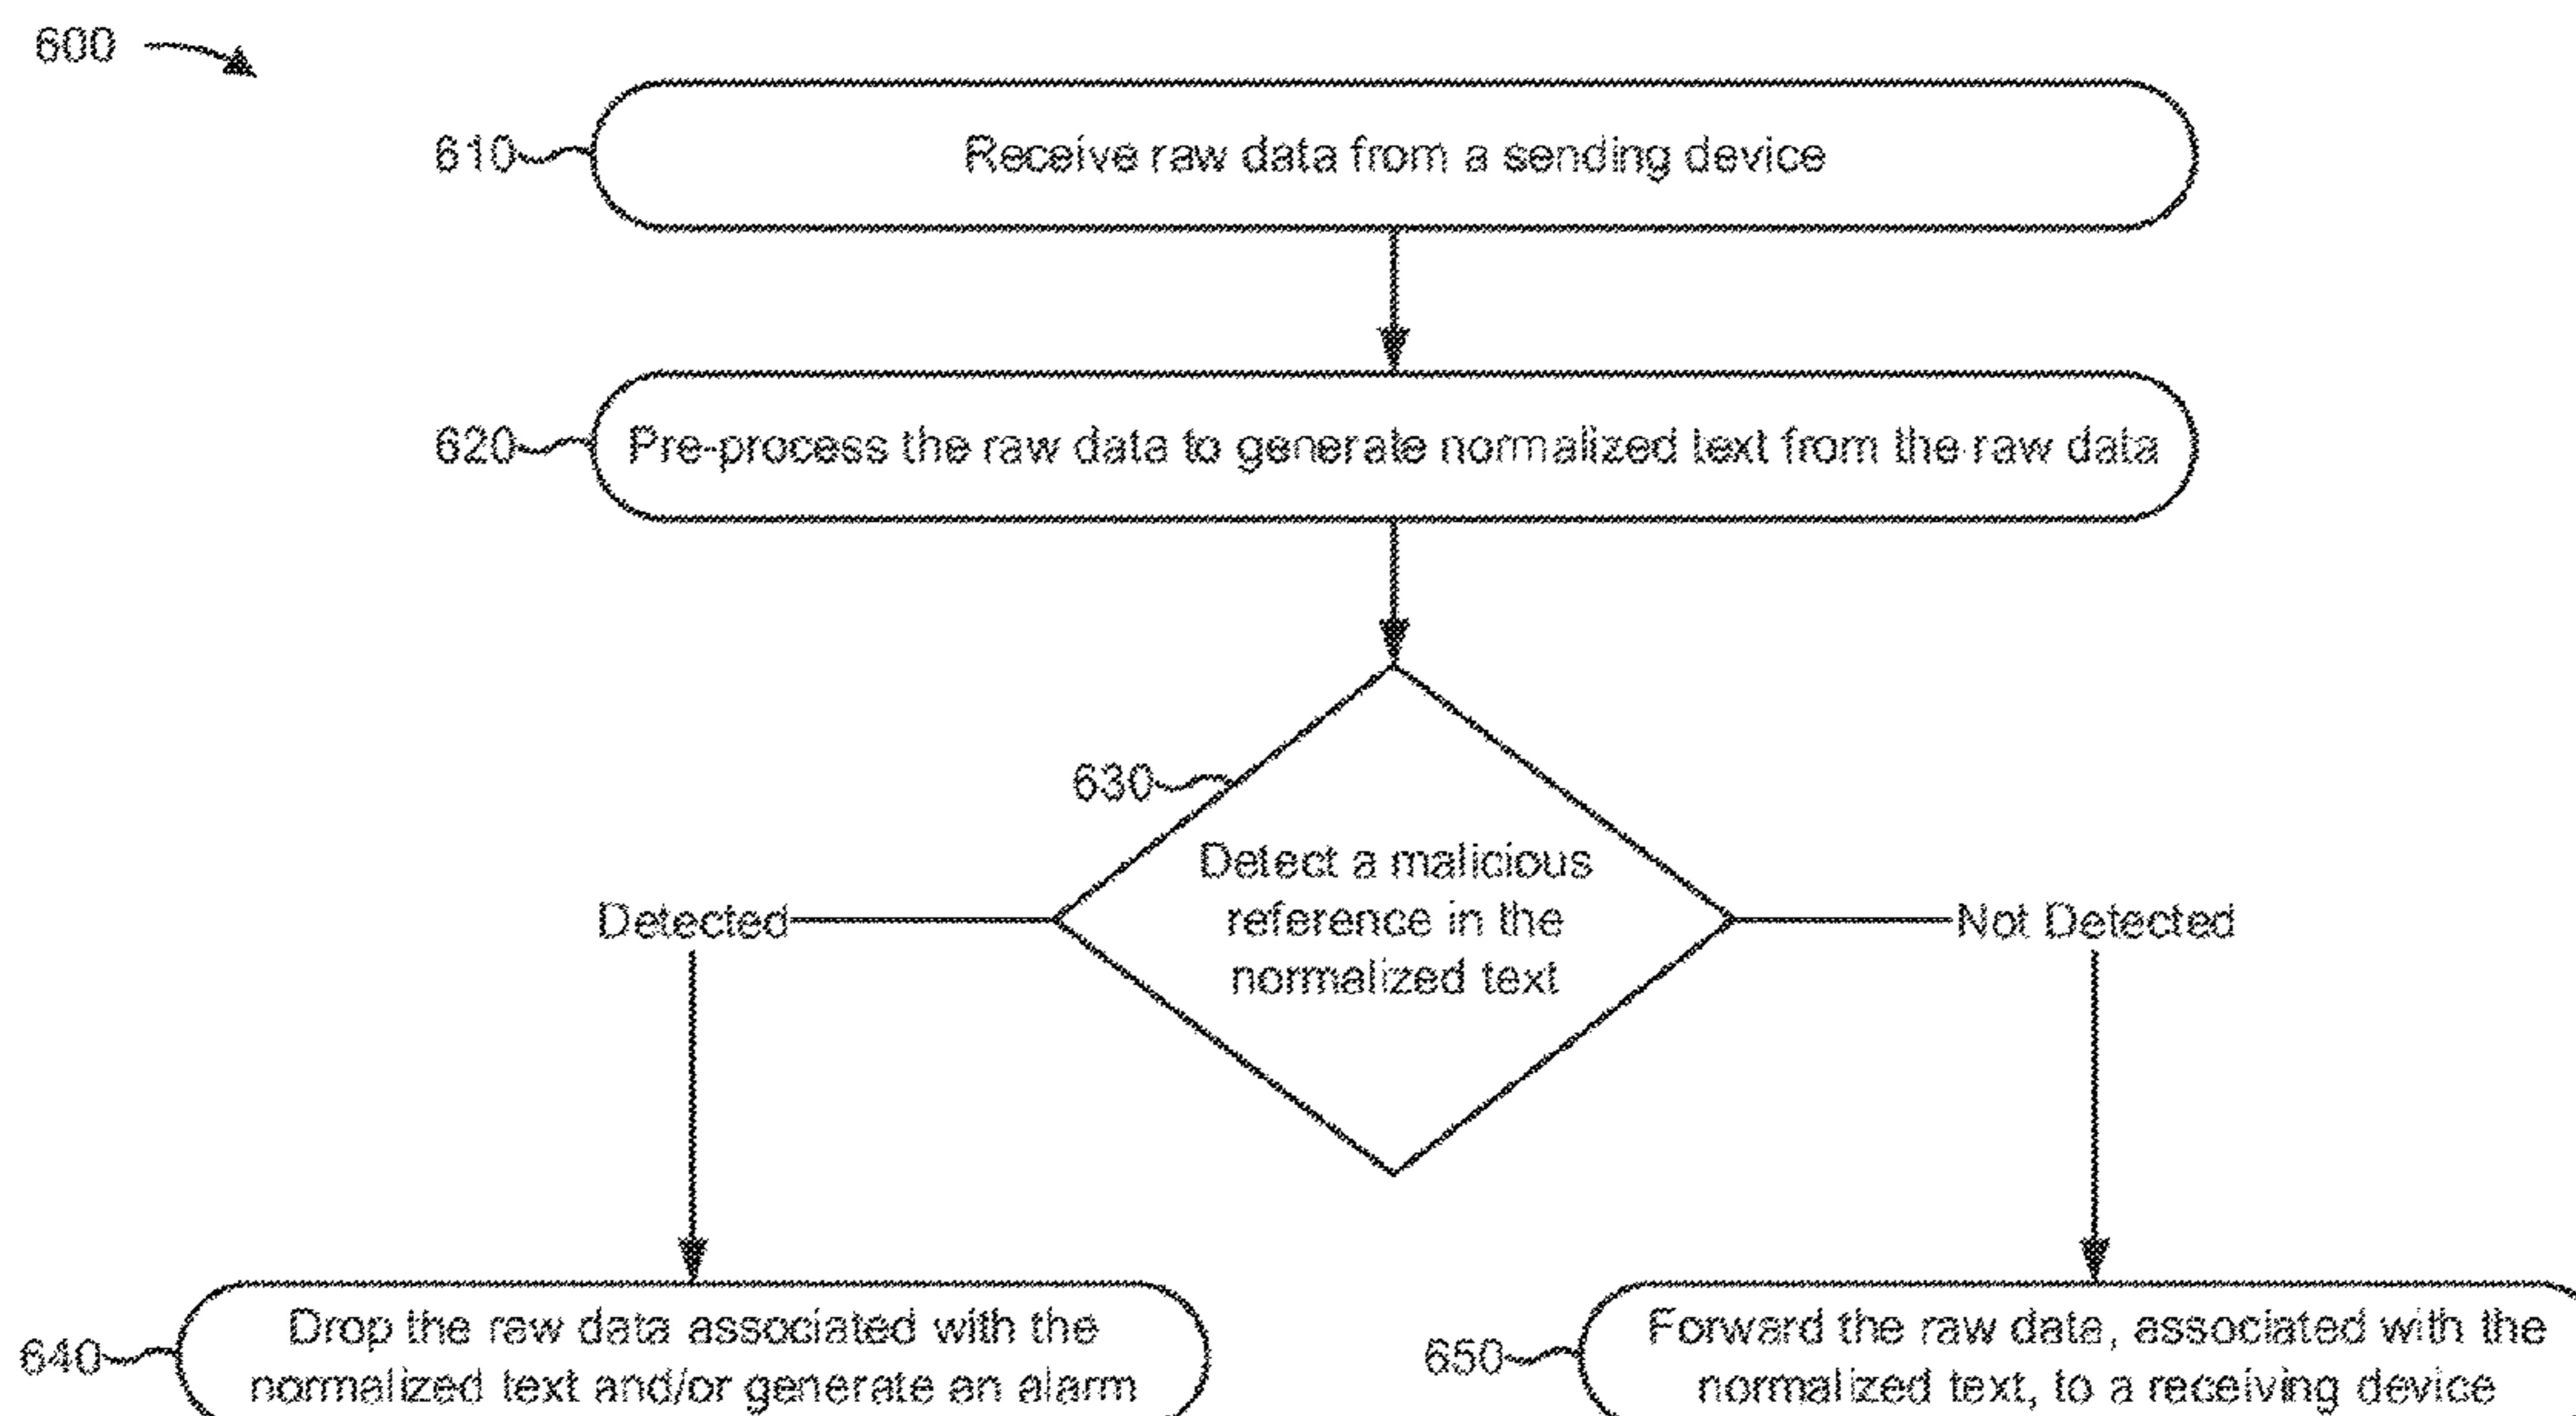 600
610
Receive raw data from a sending device
620
Pre-process the raw data to generate normalized text from the raw data
630
Detect a malicious
reference in the
normalized text
Detected
Not Detected
640
Drop the raw data associated with the
normalized text and/or generate an alarm
650
Forward the raw data, associated with the
normalized text, to a receiving device